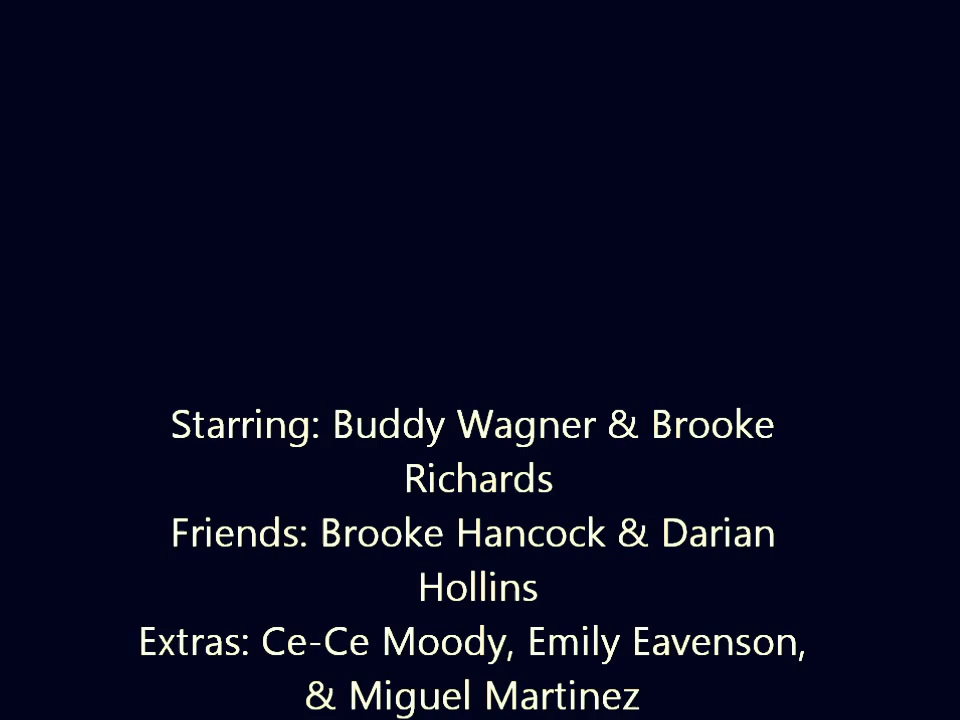 Starring: Buddy Wagner & Brooke
Richards
Friends: Brooke Hancock & Darian
Hollins
Extras: Ce-Ce Moody, Emily Eavenson,
& Miguel Martinez